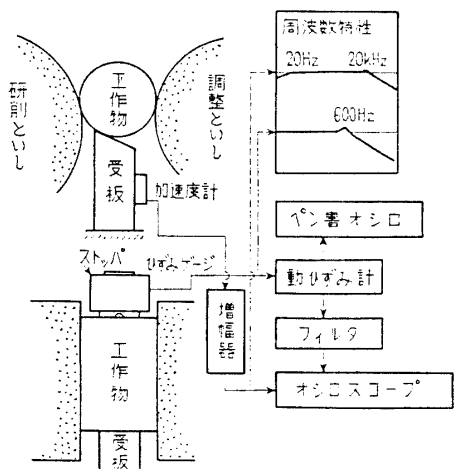 周波数特性
20Hz 20kHz
600Hz
研削といし
工作物
調整といし
受板
加速度計
ストッパ
ひずみゲージ
ペン書オシロ
動ひずみ計
増幅器
フィルタ
工作物
オシロスコープ
受板